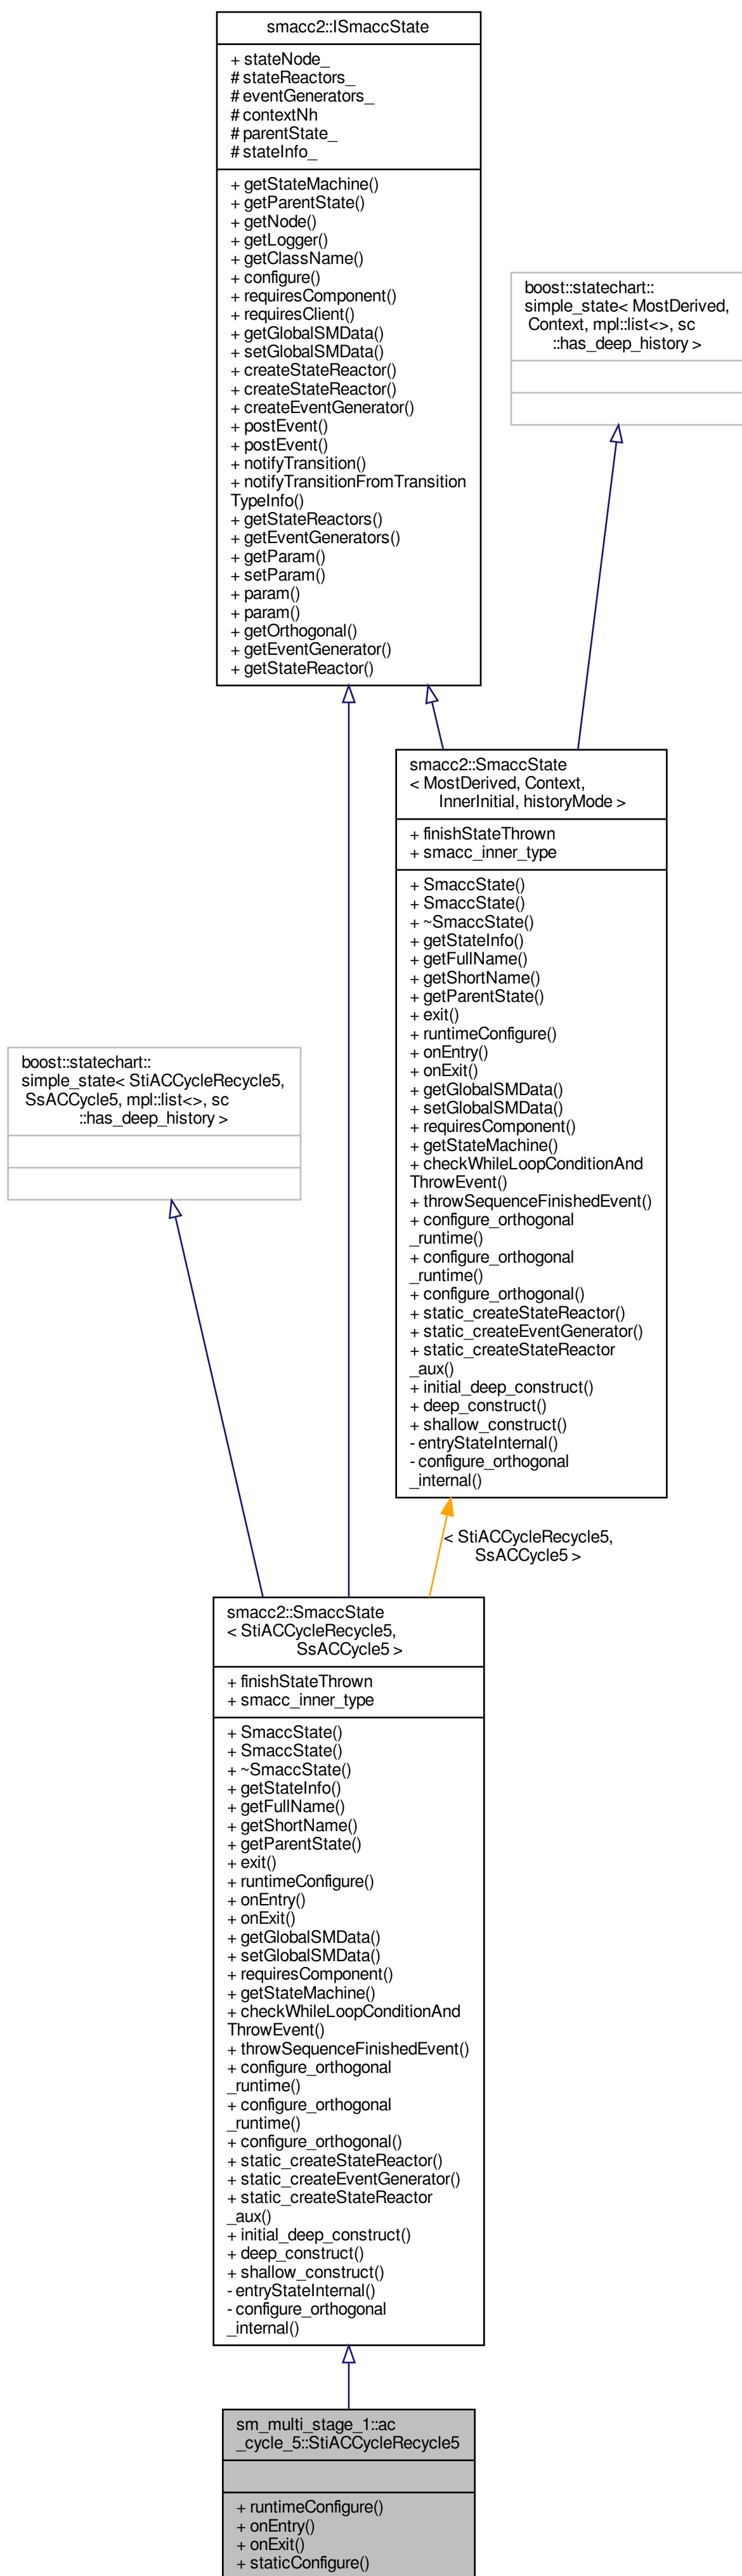 smacc2::ISmaccState
+ stateNode_
# stateReactors_
# eventGenerators_
# contextNh
# parentState_
# stateInfo_
+ getStateMachine()
+ getParentState()
+ getNode()
+ getLogger()
+ getClassName()
+ configure()
+ requiresComponent()
+ requiresClient()
+ getGlobalSMData()
+ setGlobalSMData()
+ createStateReactor()
+ createStateReactor()
+ createEventGenerator()
+ postEvent()
+ postEvent()
+ notifyTransition()
+ notifyTransitionFromTransition
TypeInfo()
+ getStateReactors()
+ getEventGenerators()
+ getParam()
+ setParam()
+ param()
+ param()
+ getOrthogonal()
+ getEventGenerator()
+ getStateReactor()
boost::statechart::
simple_state< MostDerived,
Context, mpl::list<>, sc
::has_deep_history >
smacc2::SmaccState
< MostDerived, Context,
InnerInitial, historyMode >
+ finishStateThrown
+ smacc_inner_type
+ SmaccState()
+ SmaccState()
+ ~SmaccState()
+ getStateInfo()
+ getFullName()
+ getShortName()
+ getParentState()
+ exit()
+ runtimeConfigure()
+ onEntry()
+ onExit()
+ getGlobalSMData()
+ setGlobalSMData()
+ requiresComponent()
+ getStateMachine()
+ checkWhileLoopConditionAnd
ThrowEvent()
+ throwSequenceFinishedEvent()
+ configure_orthogonal
_runtime()
+ configure_orthogonal
_runtime()
+ configure_orthogonal()
+ static_createStateReactor()
+ static_createEventGenerator()
+ static_createStateReactor
_aux()
+ initial_deep_construct()
+ deep_construct()
+ shallow_construct()
- entryStateInternal()
- configure_orthogonal
_internal()
boost::statechart::
simple_state< StiACCycleRecycle5,
SsACCycle5, mpl::list<>, sc
::has_deep_history >
< StiACCycleRecycle5,
SsACCycle5 >
smacc2::SmaccState
< StiACCycleRecycle5,
SsACCycle5 >
+ finishStateThrown
+ smacc_inner_type
+ SmaccState()
+ SmaccState()
+ ~SmaccState()
+ getStateInfo()
+ getFullName()
+ getShortName()
+ getParentState()
+ exit()
+ runtimeConfigure()
+ onEntry()
+ onExit()
+ getGlobalSMData()
+ setGlobalSMData()
+ requiresComponent()
+ getStateMachine()
+ checkWhileLoopConditionAnd
ThrowEvent()
+ throwSequenceFinishedEvent()
+ configure_orthogonal
_runtime()
+ configure_orthogonal
_runtime()
+ configure_orthogonal()
+ static_createStateReactor()
+ static_createEventGenerator()
+ static_createStateReactor
_aux()
+ initial_deep_construct()
+ deep_construct()
+ shallow_construct()
- entryStateInternal()
- configure_orthogonal
_internal()
sm_multi_stage_1::ac
_cycle_5::StiACCycleRecycle5
+ runtimeConfigure()
+ onEntry()
+ onExit()
+ staticConfigure()